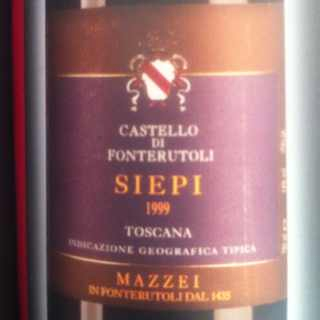 CASTELLO
DI
FONTERUTOLI
SIEPI
1999
TOSCANA
INDICAZIONE GEOGRAFICA TIPICA
MAZZEI
IN FONTERUTOLI DAL 1435